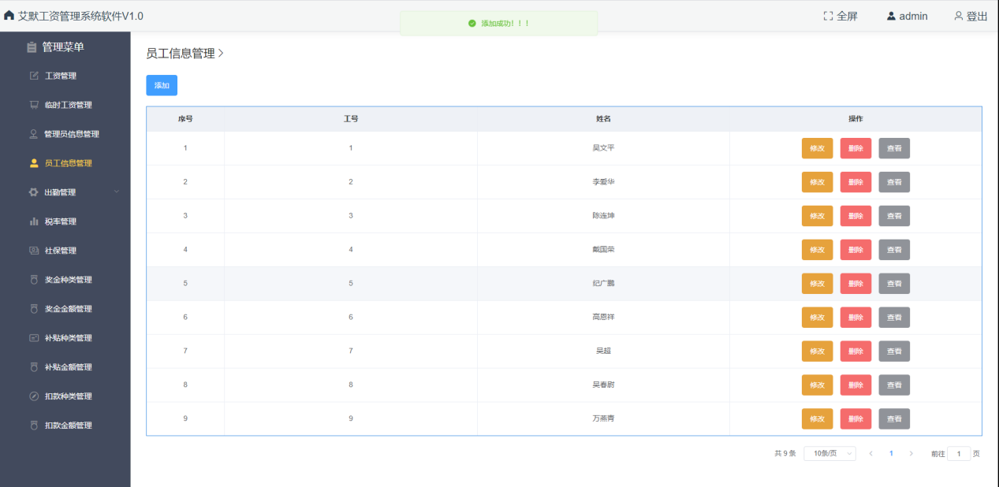 艾默工资管理系统软件V1.0
添加成功！！！
全屏 admin 登出
管理菜单
工资管理
临时工资管理
管理员信息管理
员工信息管理
出勤管理
税率管理
社保管理
奖金种类管理
奖金金额管理
补贴种类管理
补贴金额管理
扣款种类管理
扣款金额管理
员工信息管理
添加
序号 工号 姓名 操作
1 1 吴文平 修改 删除 查看
2 2 李爱华 修改 删除 查看
3 3 陈连坤 修改 删除 查看
4 4 戴国荣 修改 删除 查看
5 5 纪广鹏 修改 删除 查看
6 6 高恩祥 修改 删除 查看
7 7 吴超 修改 删除 查看
8 8 吴春尉 修改 删除 查看
9 9 万燕青 修改 删除 查看
共 9 条 10条/页 1 前往 1 页